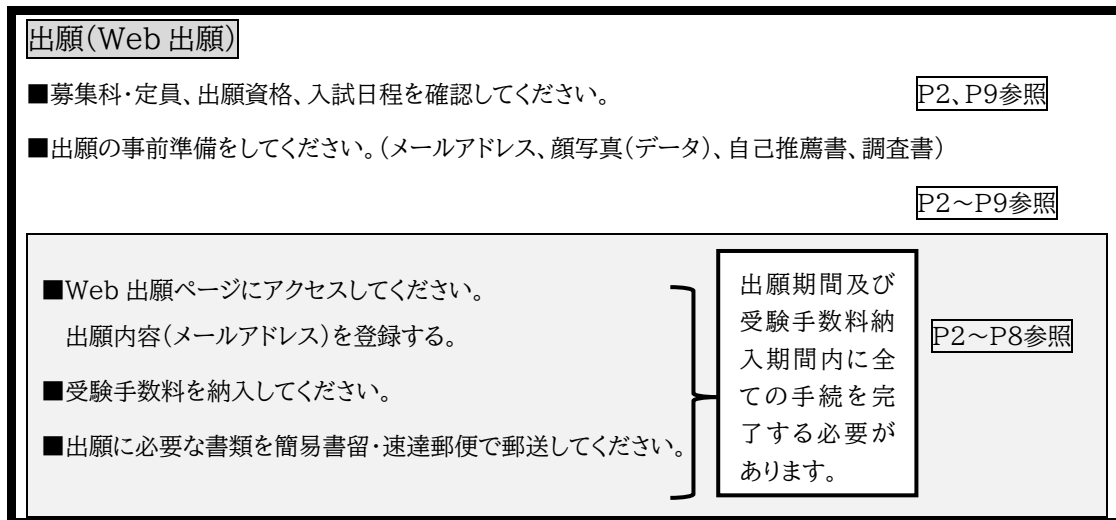 出願(Web 出願)
■募集科・定員、出願資格、入試日程を確認してください。 P2、P9参照
■出願の事前準備をしてください。(メールアドレス、顔写真(データ)、自己推薦書、調査書)
P2～P9参照
■Web 出願ページにアクセスしてください。
出願内容(メールアドレス)を登録する。
■受験手数料を納入してください。
■出願に必要な書類を簡易書留・速達郵便で郵送してください。
出願期間及び
受験手数料納
入期間内に全
ての手続を完
了する必要が
あります。
P2～P8参照